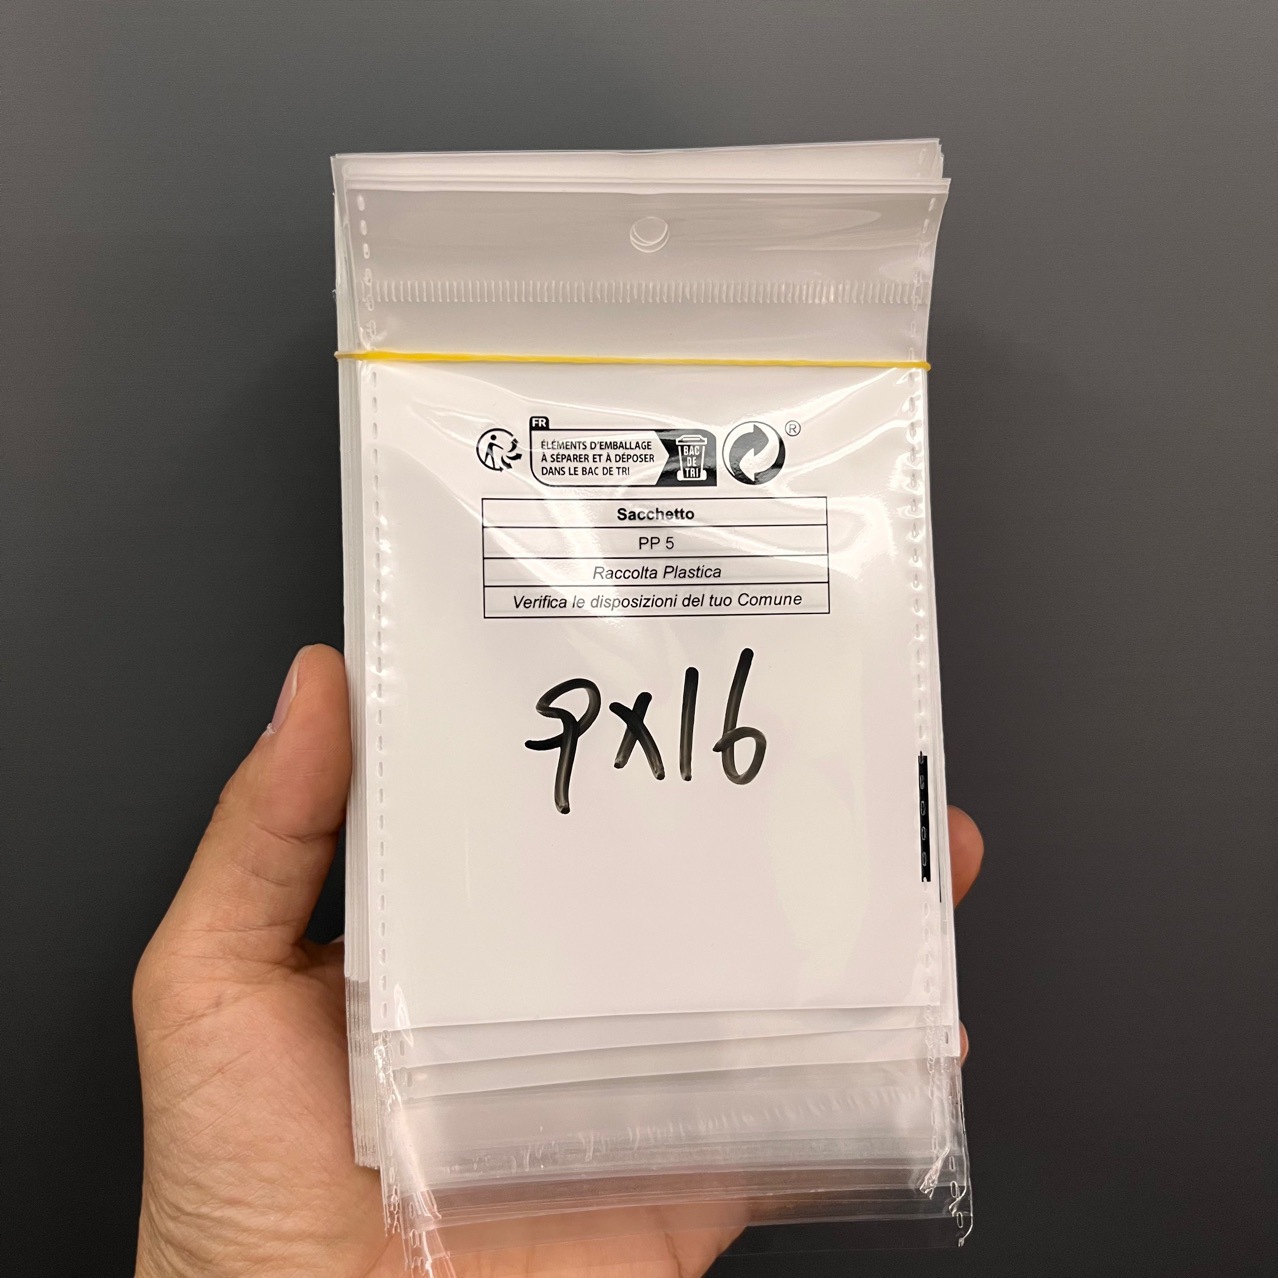 FR
ÉLÉMENTS D'EMBALLAGE
À SÉPARER ET À DÉPOSER
DANS LE BAC DE TRI
BAC
DE
TRI
®
Sacchetto
PP 5
Raccolta Plastica
Verifica le disposizioni del tuo Comune
9x16